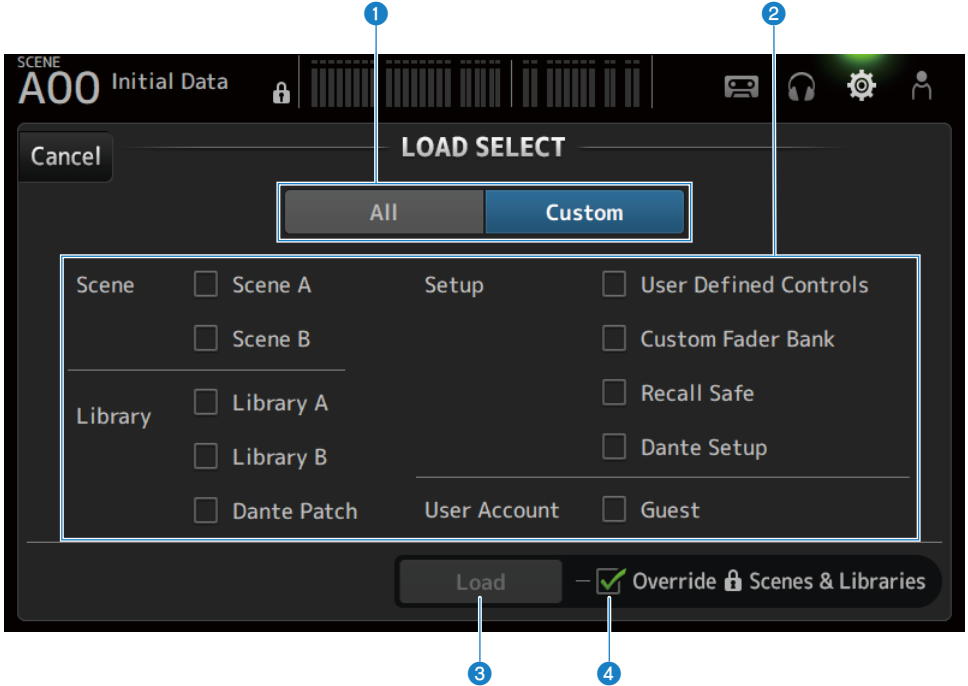 1
2
SCENE
A00 Initial Data
Cancel
LOAD SELECT
All
Custom
Scene
Scene A
Setup
User Defined Controls
Scene B
Custom Fader Bank
Library
Library A
Recall Safe
Library B
Dante Setup
Dante Patch
User Account
Guest
Load
Override Scenes & Libraries
3
4